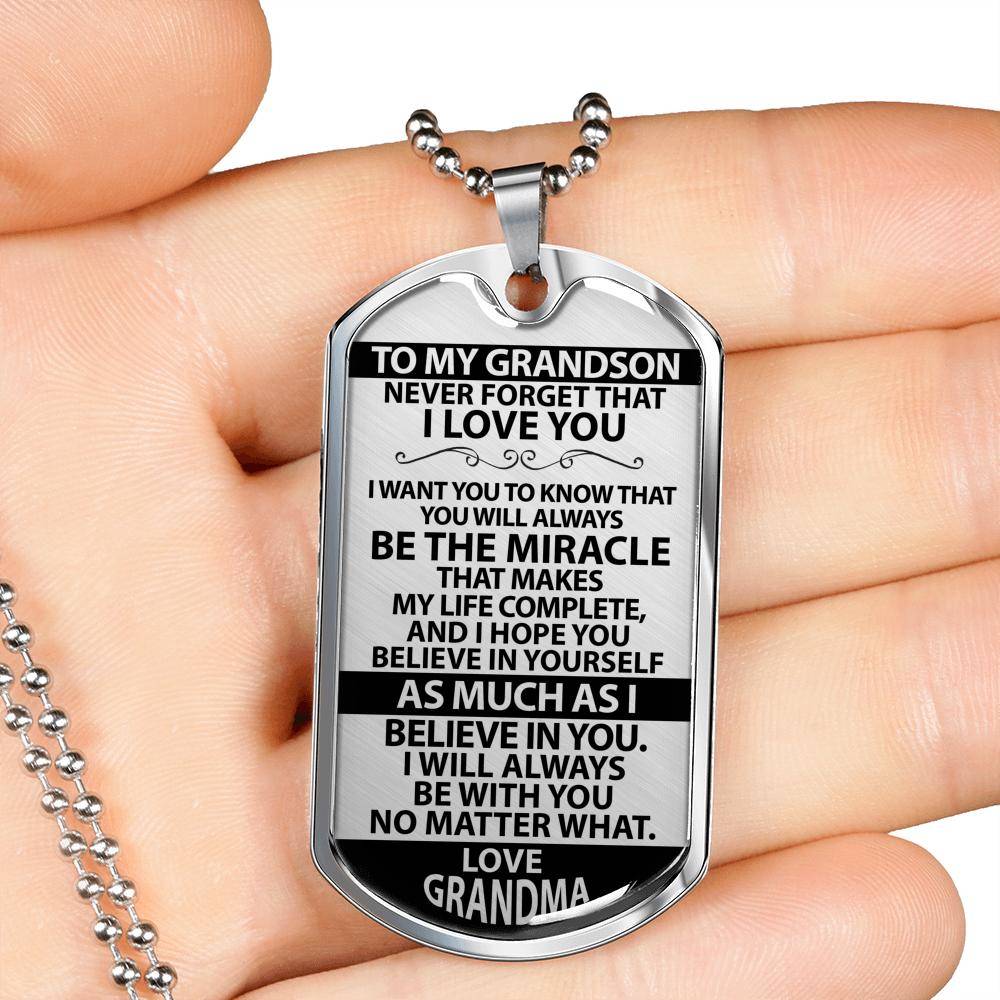 TO MY GRANDSON
NEVER FORGET THAT
I LOVE YOU
I WANT YOU TO KNOW THAT
YOU WILL ALWAYS
BE THE MIRACLE
THAT MAKES
MY LIFE COMPLETE,
AND I HOPE YOU
BELIEVE IN YOURSELF
AS MUCH AS I
BELIEVE IN YOU.
I WILL ALWAYS
BE WITH YOU
NO MATTER WHAT.
LOVE
GRANDMA